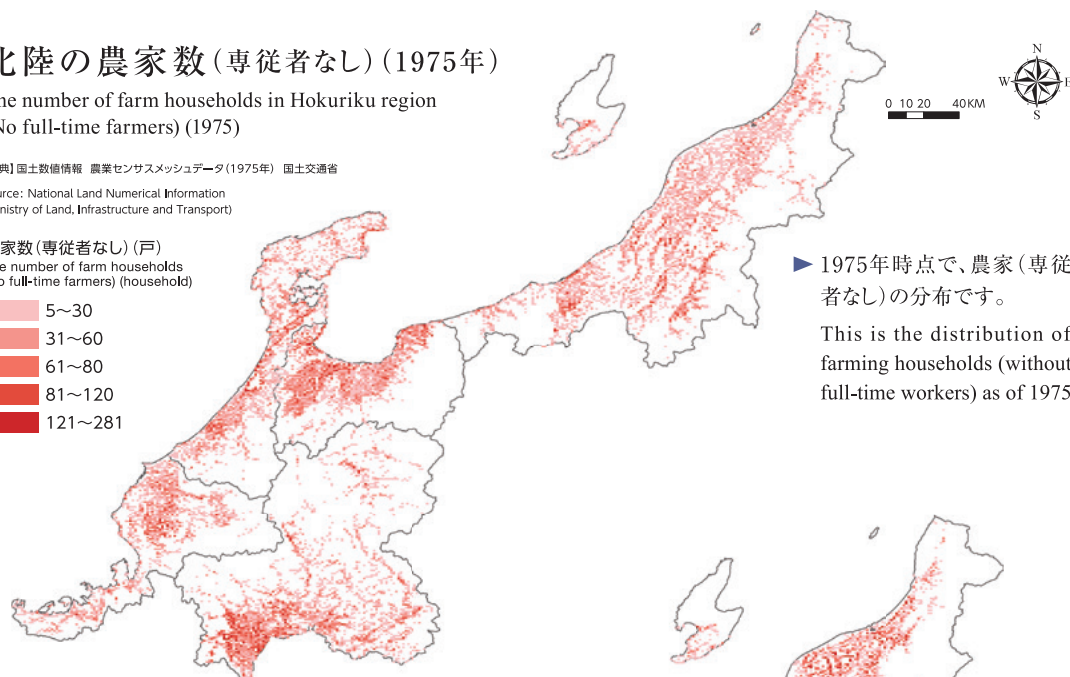 北陸の農家数(専従者なし)(1975年)
he number of farm households in Hokuriku region
No full-time farmers) (1975)
典】国土数値情報 農業センサスメッシュデータ(1975年) 国土交通省
urce: National Land Numerical Information
nistry of Land, Infrastructure and Transport)
家数(専従者なし)(戸)
e number of farm households
o full-time farmers) (household)
5〜30
31〜60
61〜80
81〜120
121〜281
0 10 20 40KM
N
W E
S
▶1975年時点で、農家(専従
者なし)の分布です。
This is the distribution of
farming households (without
full-time workers) as of 1975